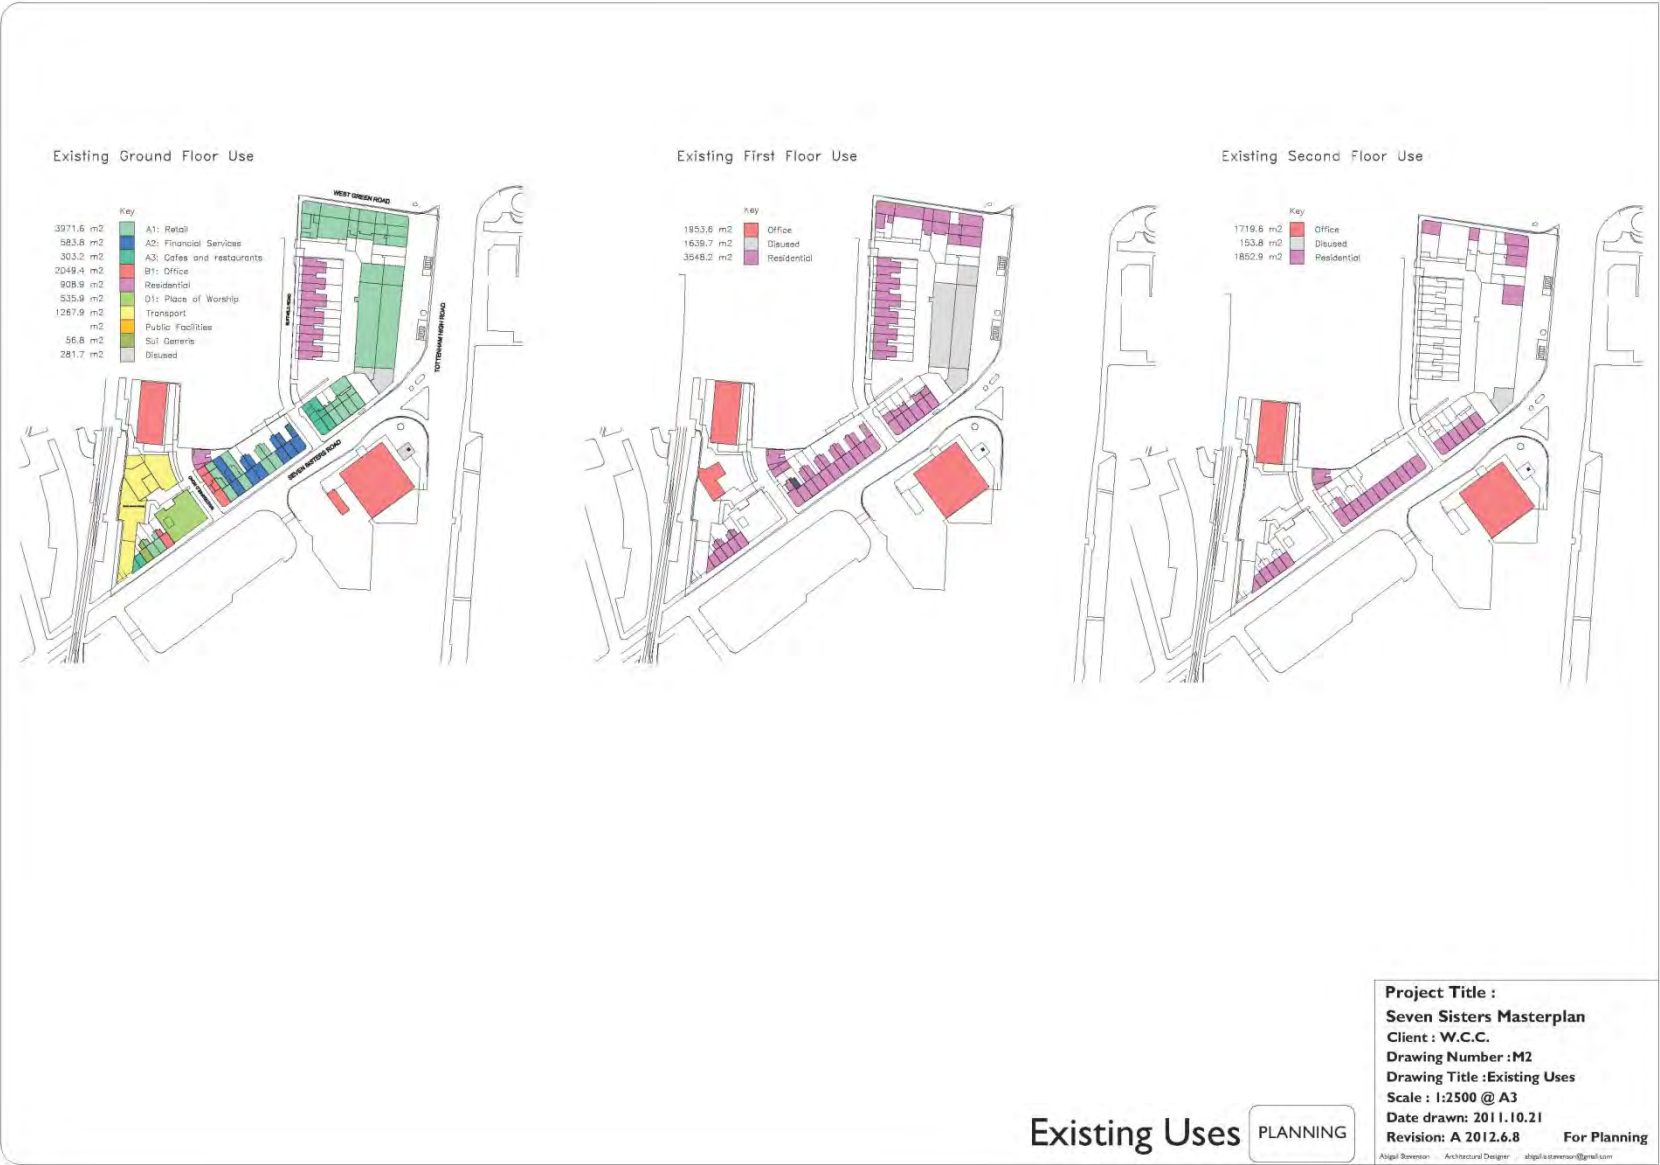 Existing Ground Floor Use
Key
3971.6 m2 A1: Retail
583.8 m2 A2: Financial Services
303.2 m2 A3: Cafes and restaurants
2049.4 m2 B1: Office
908.9 m2 Residential
535.9 m2 D1: Place of Worship
1267.9 m2 Transport
m2 Public Facilities
56.8 m2 Sui Generis
281.7 m2 Disused
WEST GREEN ROAD
SUFFIELD ROAD
TOTTENHAM HIGH ROAD
SEVEN SISTERS ROAD
Existing First Floor Use
Key
1953.6 m2 Office
1639.7 m2 Disused
3548.2 m2 Residential
Existing Second Floor Use
Key
1719.6 m2 Office
153.8 m2 Disused
1852.9 m2 Residential
Existing Uses PLANNING
Project Title :
Seven Sisters Masterplan
Client : W.C.C.
Drawing Number :M2
Drawing Title :Existing Uses
Scale : 1:2500 @ A3
Date drawn: 2011.10.21
Revision: A 2012.6.8 For Planning
Abigail Stevenson Architectural Designer